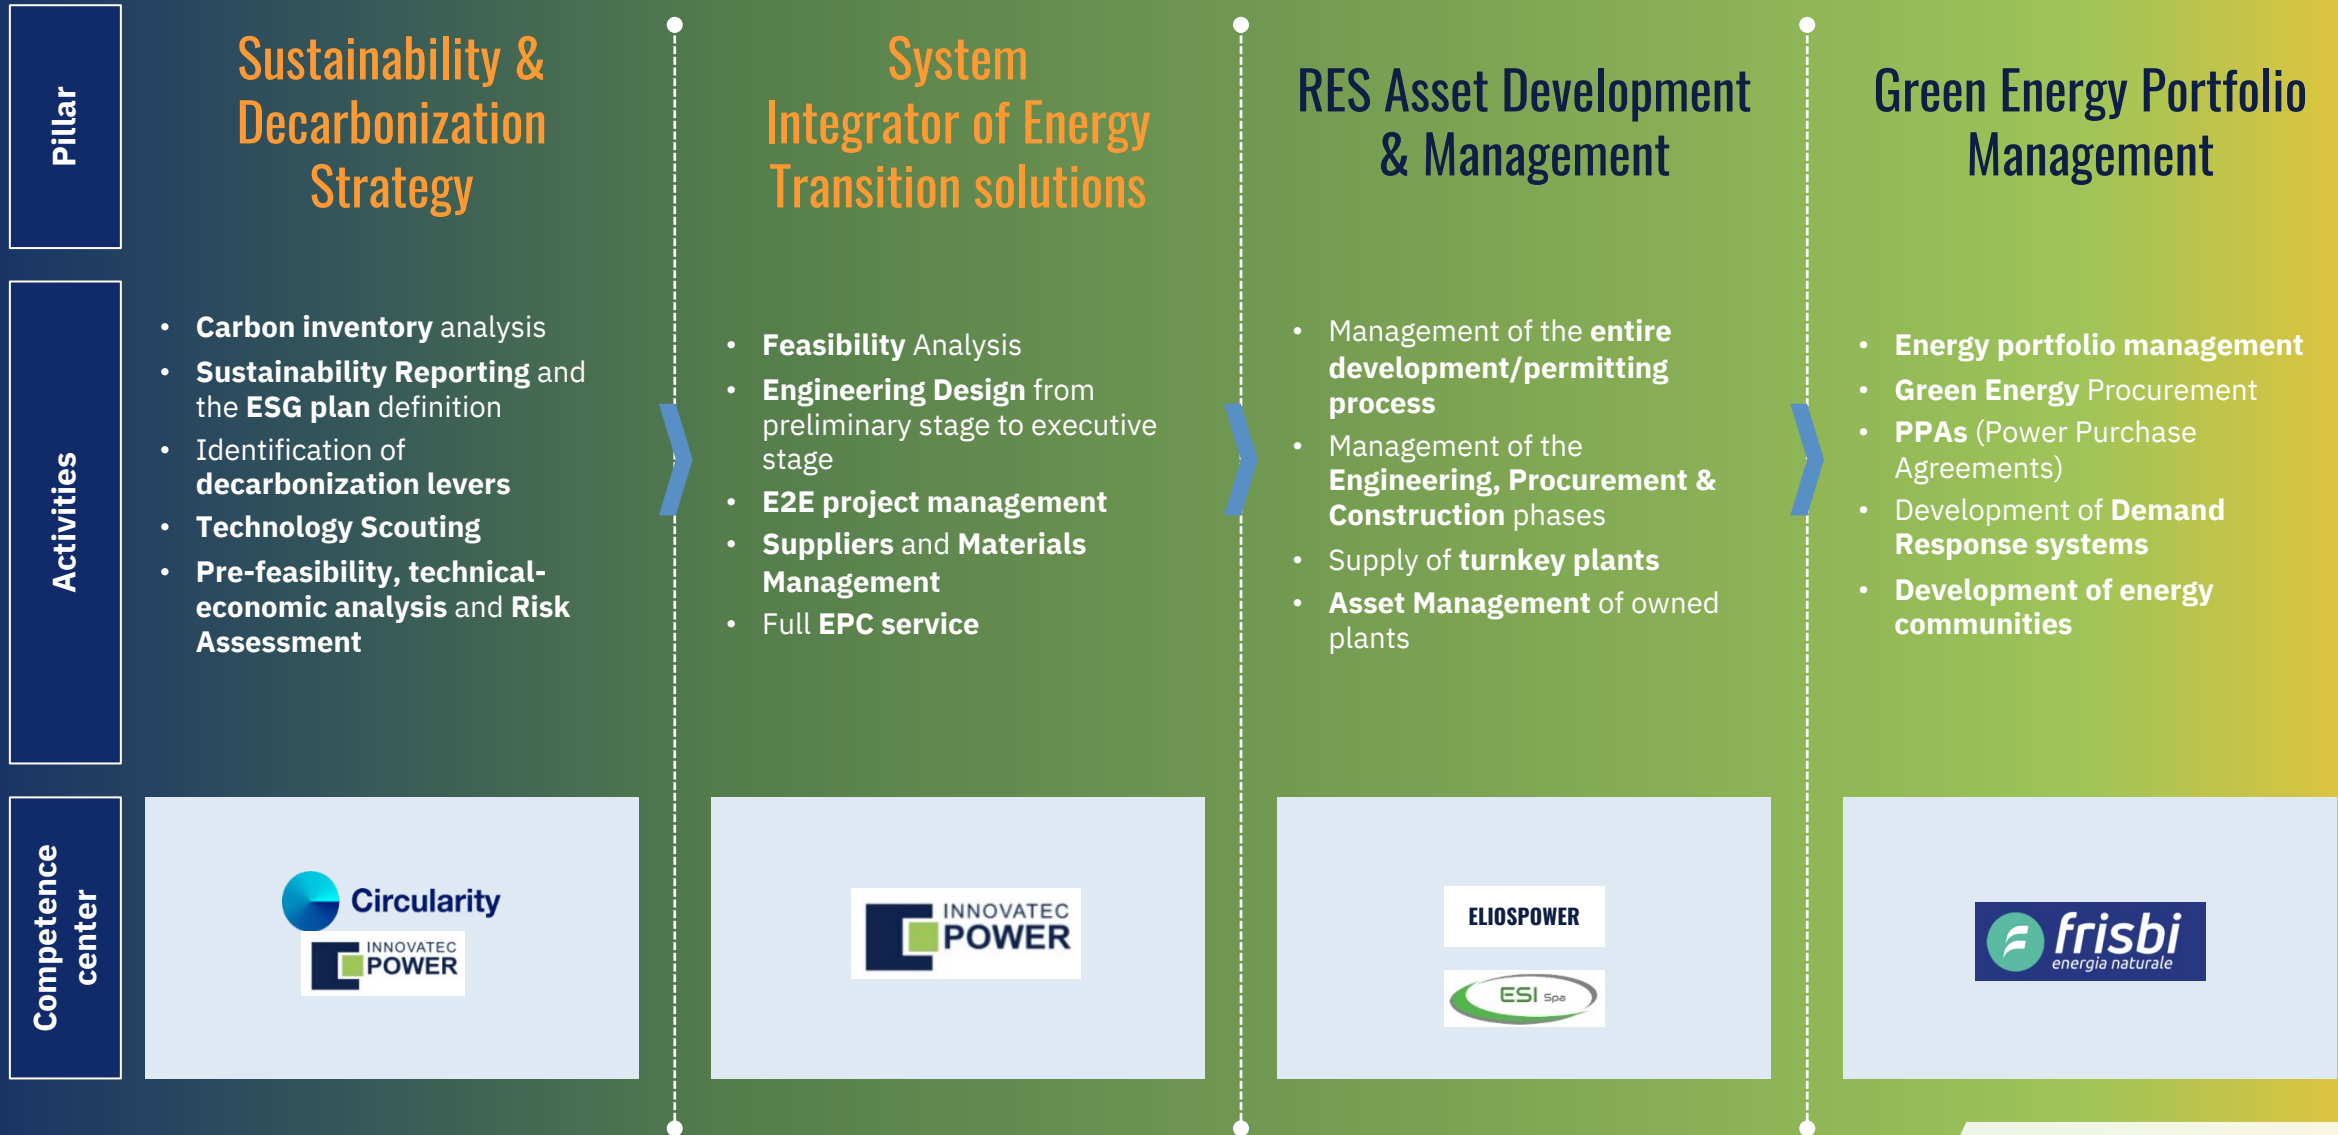 Pillar
Sustainability &
Decarbonization
Strategy
System
Integrator of Energy
Transition solutions
RES Asset Development
& Management
Green Energy Portfolio
Management
Activities
• Carbon inventory analysis
• Sustainability Reporting and
the ESG plan definition
• Identification of
decarbonization levers
• Technology Scouting
• Pre-feasibility, technical-
economic analysis and Risk
Assessment
• Feasibility Analysis
• Engineering Design from
preliminary stage to executive
stage
• E2E project management
• Suppliers and Materials
Management
• Full EPC service
• Management of the entire
development/permitting
process
• Management of the
Engineering, Procurement &
Construction phases
• Supply of turnkey plants
• Asset Management of owned
plants
• Energy portfolio management
• Green Energy Procurement
• PPAs (Power Purchase
Agreements)
• Development of Demand
Response systems
• Development of energy
communities
Competence
center
Circularity
INNOVATEC
POWER
INNOVATEC
POWER
ELIOSPOWER
ESI Spa
frisbi
energia naturale